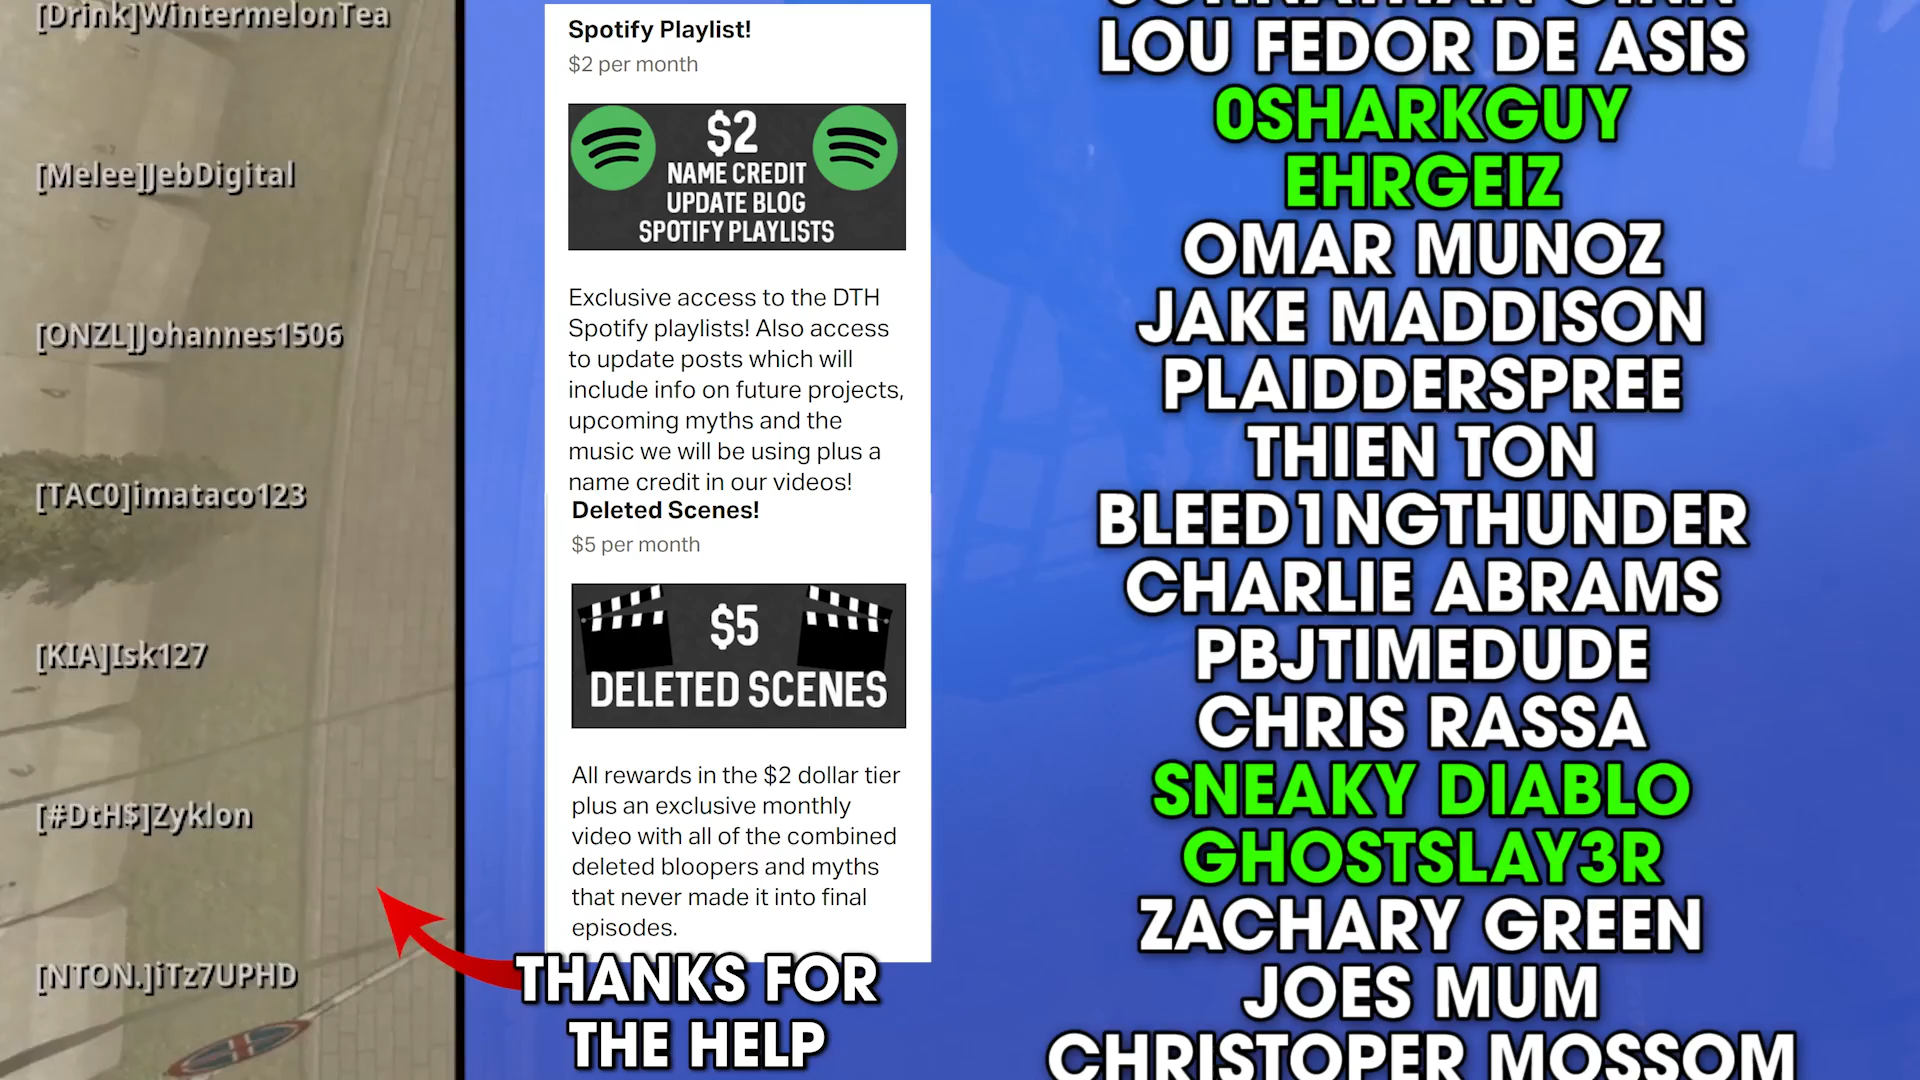 [Drink]WintermelonTea
[Melee]JebDigital
[ONZL]Johannes1506
[TAC0]imataco123
[KIA]Isk127
[#DtH$]Zyklon
[NTON.]iTz7UPHD
Spotify Playlist!
$2 per month
$2
NAME CREDIT
UPDATE BLOG
SPOTIFY PLAYLISTS
Exclusive access to the DTH
Spotify playlists! Also access
to update posts which will
include info on future projects,
upcoming myths and the
music we will be using plus a
name credit in our videos!
Deleted Scenes!
$5 per month
$5
DELETED SCENES
All rewards in the $2 dollar tier
plus an exclusive monthly
video with all of the combined
deleted bloopers and myths
that never made it into final
episodes.
THANKS FOR
THE HELP
LOU FEDOR DE ASIS
0SHARKGUY
EHRGEIZ
OMAR MUNOZ
JAKE MADDISON
PLAIDDERSPREE
THIEN TON
BLEED1NGTHUNDER
CHARLIE ABRAMS
PBJTIMEDUDE
CHRIS RASSA
SNEAKY DIABLO
GHOSTSLAY3R
ZACHARY GREEN
JOES MUM
CHRISTOPER MOSSOM